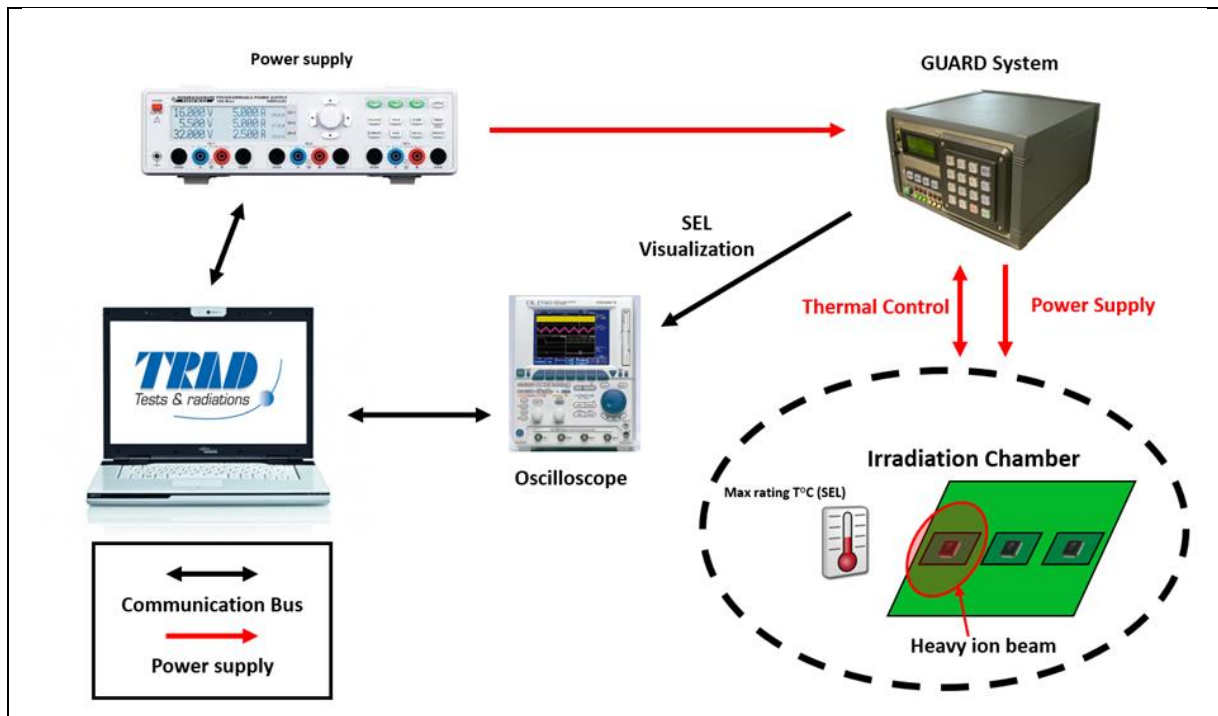 Power supply
GUARD System
16.000 V 5.000 A
5.500 V 5.000 A
32.000 V 2.500 A
SEL
Visualization
Thermal Control
Power Supply
TRAD
Tests & radiations
Oscilloscope
Irradiation Chamber
Max rating T°C (SEL)
Heavy ion beam
Communication Bus
Power supply